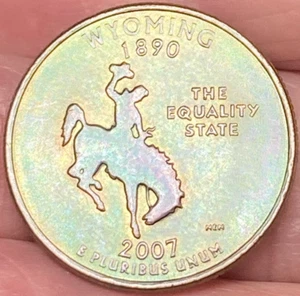 WYOMING
1890
THE
EQUALITY
STATE
2007
E PLURIBUS UNUM